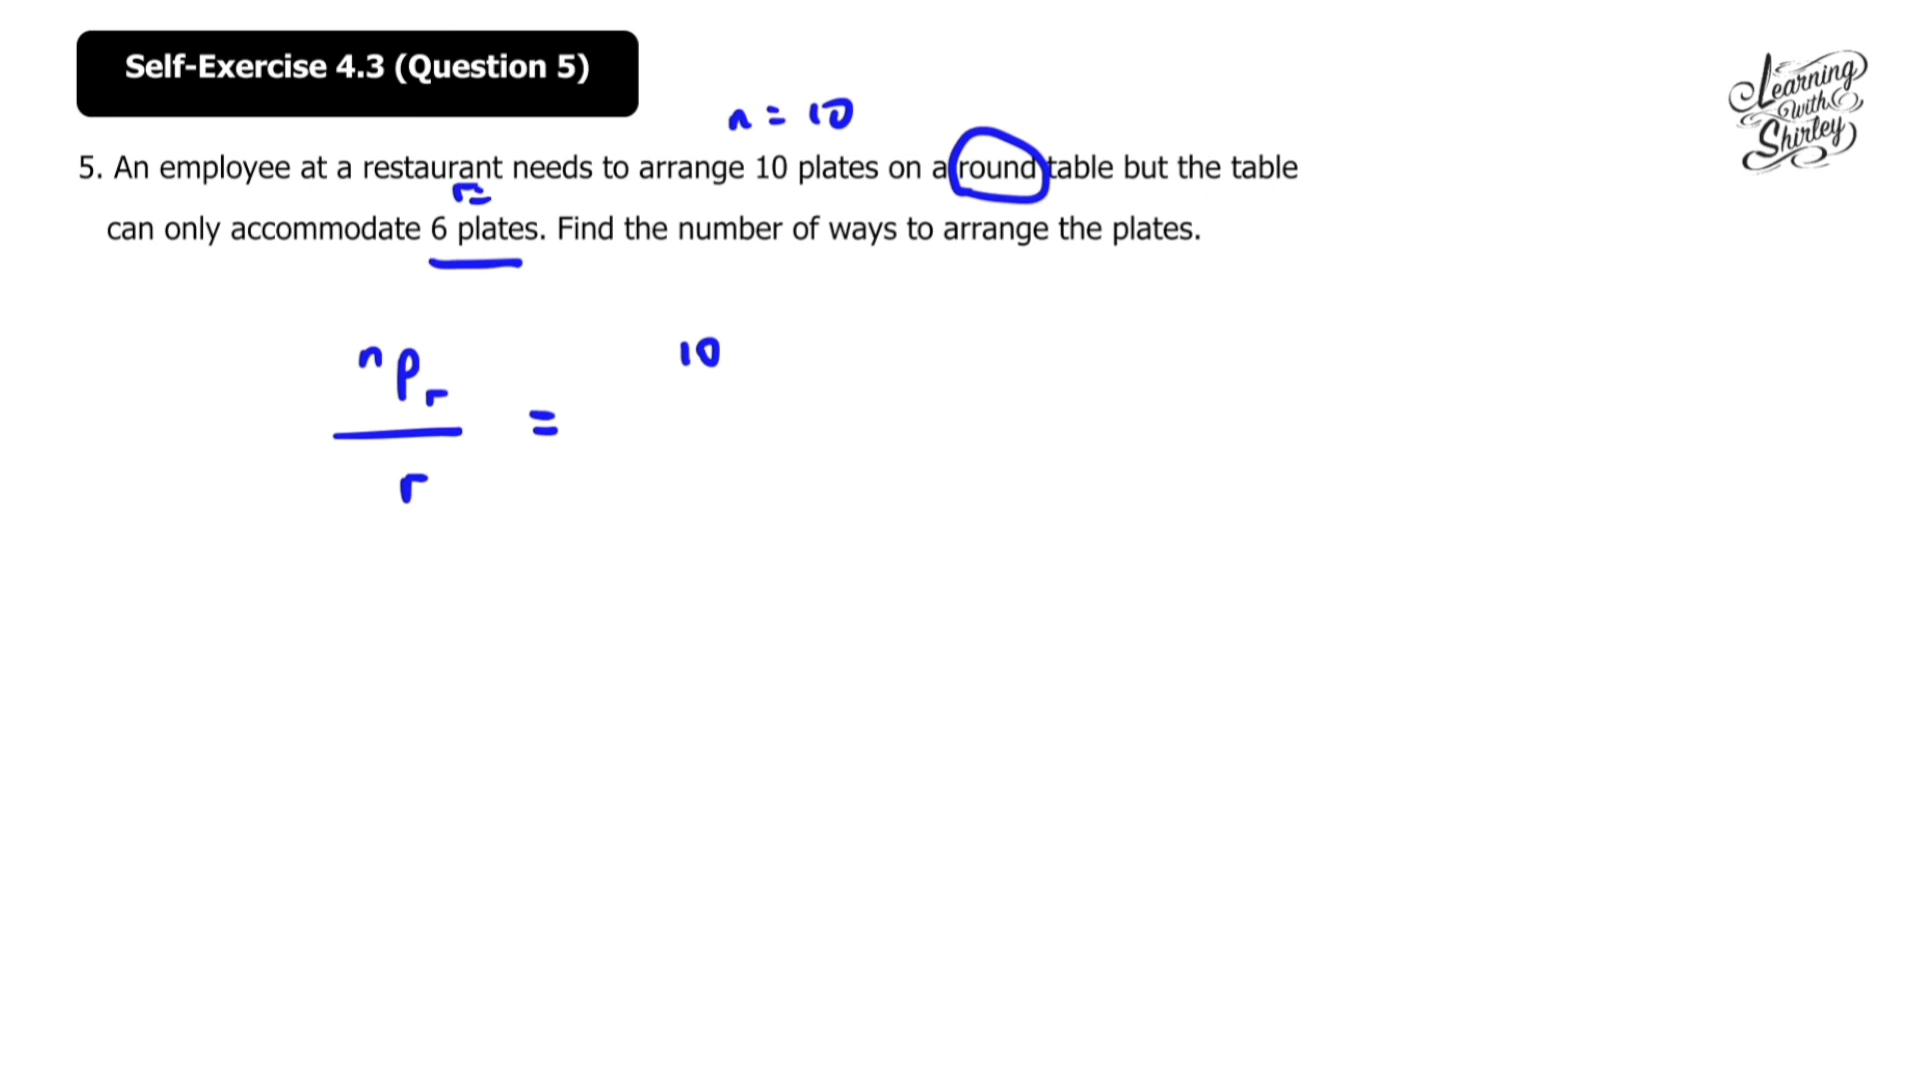 Self-Exercise 4.3 (Question 5)
Learning
with
Shirley
n = 10
5. An employee at a restaurant needs to arrange 10 plates on a round table but the table
r=
can only accommodate 6 plates. Find the number of ways to arrange the plates.
nPr
10
=
r